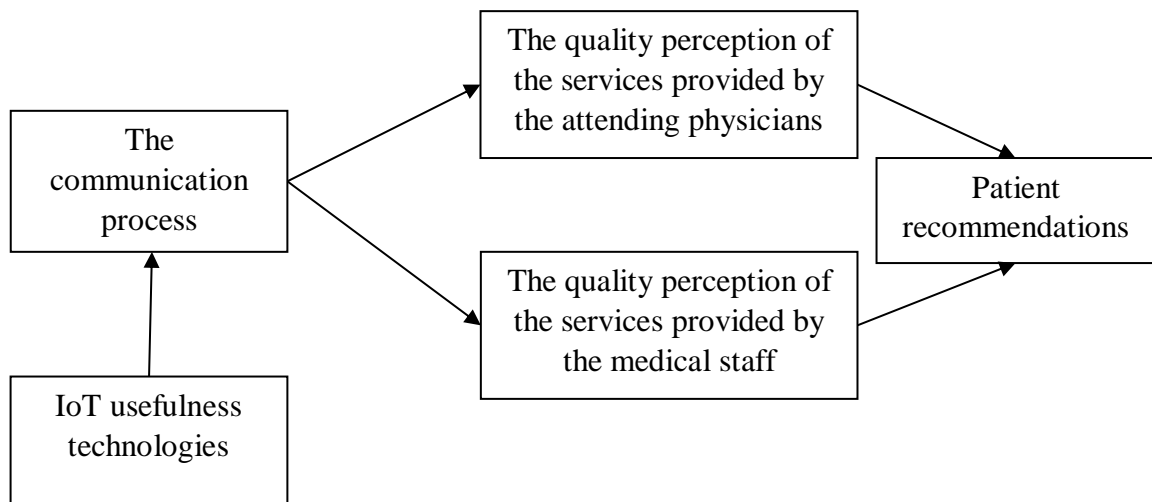 The quality perception of
the services provided by
the attending physicians
The
communication
process
Patient
recommendations
The quality perception of
the services provided by
the medical staff
IoT usefulness
technologies